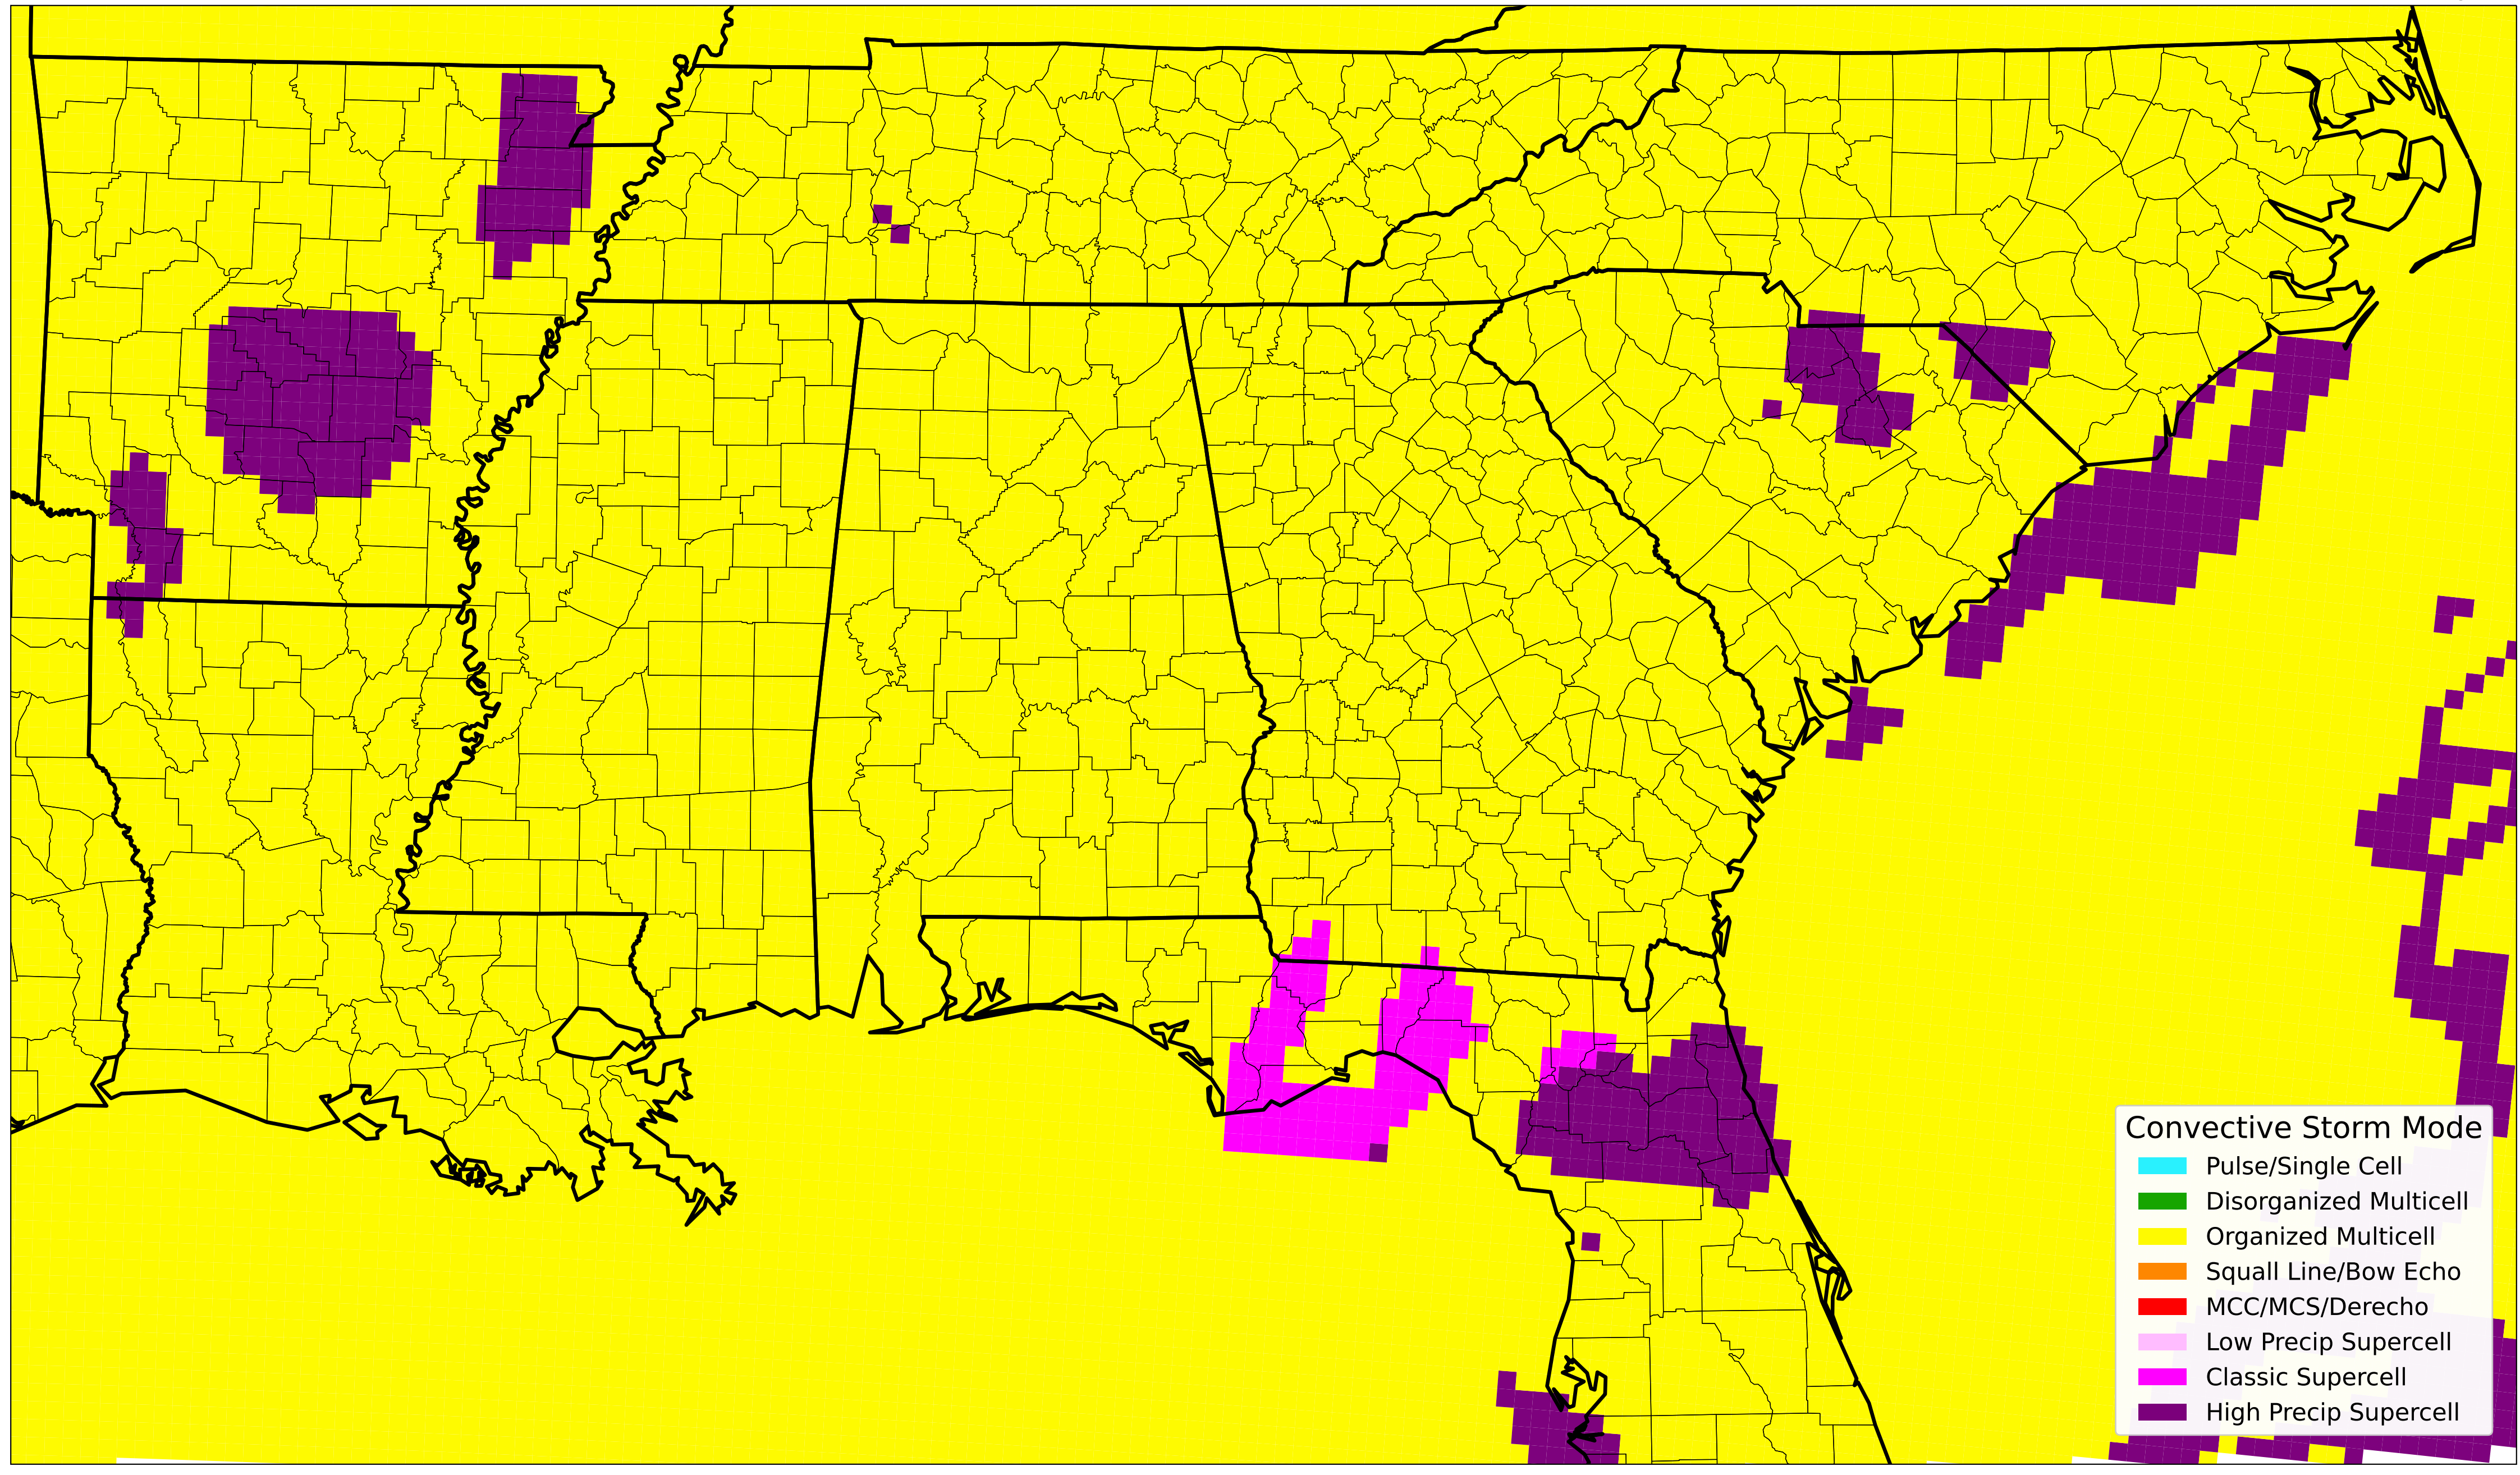 Convective Storm Mode
Pulse/Single Cell
Disorganized Multicell
Organized Multicell
Squall Line/Bow Echo
MCC/MCS/Derecho
Low Precip Supercell
Classic Supercell
High Precip Supercell